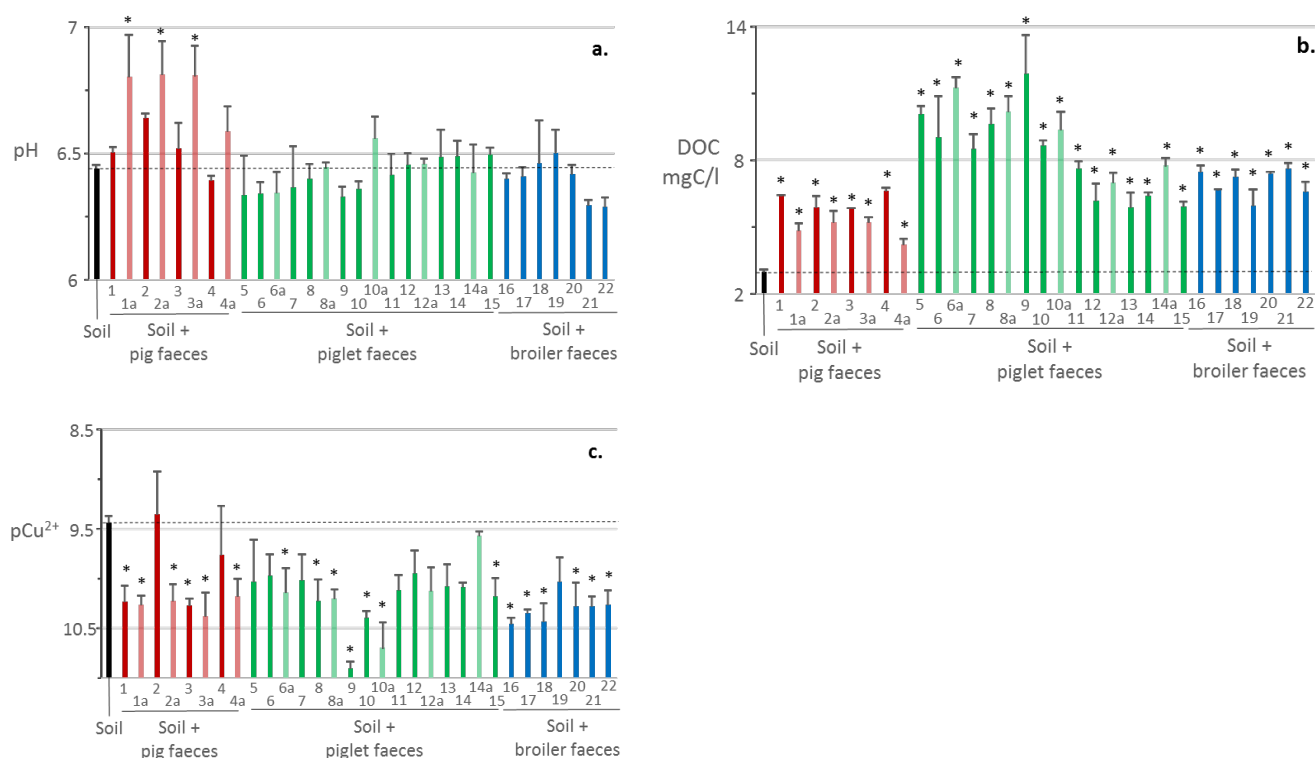 7
6.5
6
pH
a.
* * *
1 2 3 4 5 6a 7 8 9 10a 12 13 14a 16 18 20 22
1a 2a 3a 4a 6 8a 10 11 12a 14 15 17 19 21
Soil
Soil +
pig faeces
Soil +
piglet faeces
Soil +
broiler faeces
14
8
2
DOC
mgC/l
b.
* * * * * * * * * * * * * * * * * * * * * * * * * * * * * * *
1 2 3 4 5 6a 8 9 10a 12 13 14a 16 18 20 22
1a 2a 3a 4a 6 7 8a 10 11 12a 14 15 17 19 21
Soil
Soil +
pig faeces
Soil +
piglet faeces
Soil +
broiler faeces
8.5
9.5
10.5
pCu²⁺
c.
* * * * * * * * * * * * * * * * * * *
1 2 3 4 5 6a 8 9 10a 12 13 14a 16 18 20 22
1a 2a 3a 4a 6 7 8a 10 11 12a 14 15 17 19 21
Soil
Soil +
pig faeces
Soil +
piglet faeces
Soil +
broiler faeces